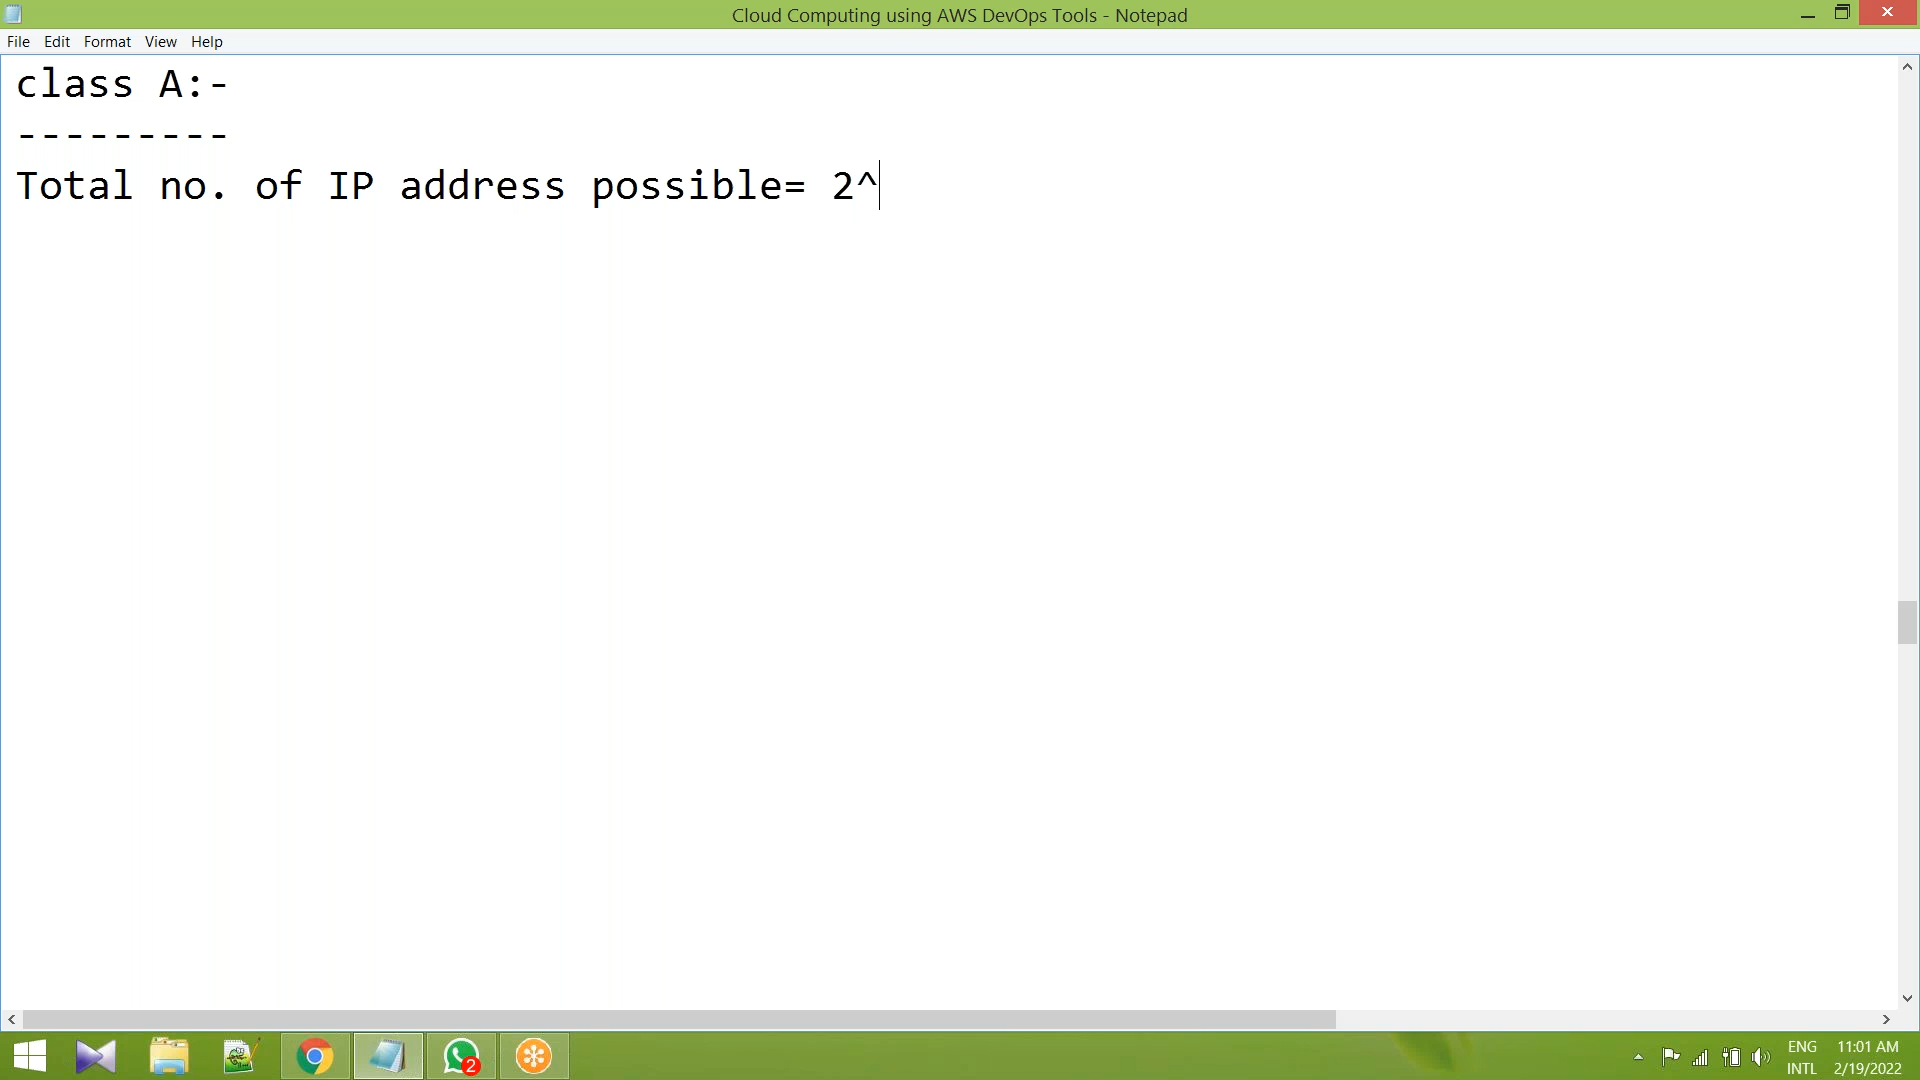 Cloud Computing using AWS DevOps Tools - Notepad
File Edit Format View Help
class A:-
---------
Total no. of IP address possible= 2^
2
ENG 11:01 AM
INTL 2/19/2022